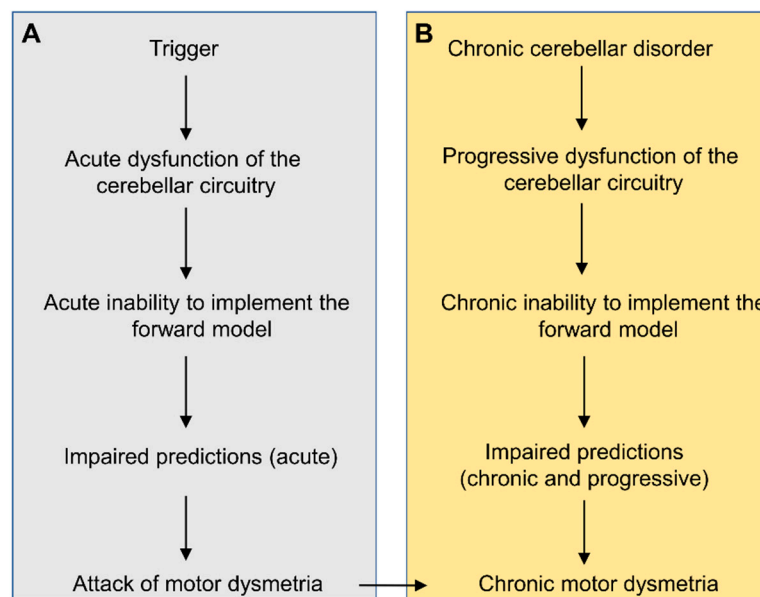 A
Trigger
Acute dysfunction of the
cerebellar circuitry
Acute inability to implement the
forward model
Impaired predictions (acute)
Attack of motor dysmetria
B
Chronic cerebellar disorder
Progressive dysfunction of the
cerebellar circuitry
Chronic inability to implement the
forward model
Impaired predictions
(chronic and progressive)
Chronic motor dysmetria